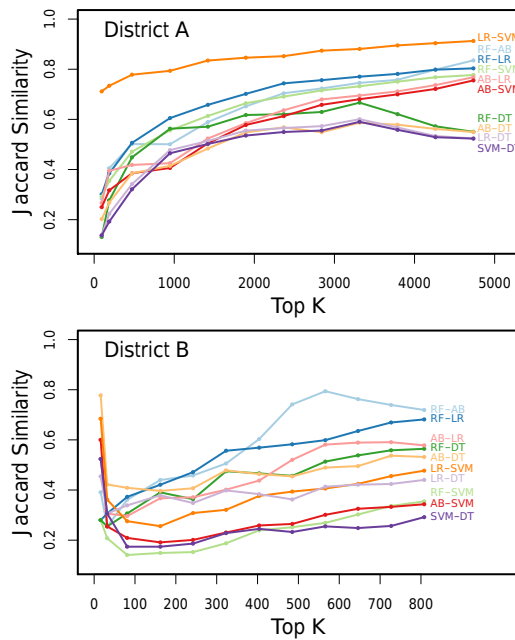 District A
Jaccard Similarity
1.0
0.8
0.6
0.4
0.2
LR-SVM
RF-AB
RF-LR
RF-SVM
AB-LR
AB-SVM
RF-DT
AB-DT
LR-DT
SVM-DT
0 1000 2000 3000 4000 5000
Top K
District B
Jaccard Similarity
1.0
0.8
0.6
0.4
0.2
RF-AB
RF-LR
AB-LR
RF-DT
AB-DT
LR-SVM
LR-DT
RF-SVM
AB-SVM
SVM-DT
0 100 200 300 400 500 600 700 800
Top K